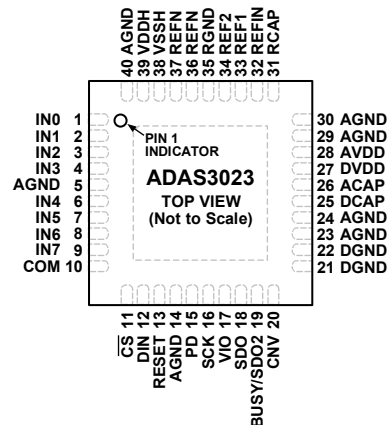 40 AGND
39 VDDH
38 VSSH
37 REFN
36 REFN
35 RGND
34 REF2
33 REF1
32 REFIN
31 RCAP
IN0 1
IN1 2
IN2 3
IN3 4
AGND 5
IN4 6
IN5 7
IN6 8
IN7 9
COM 10
PIN 1
INDICATOR
ADAS3023
TOP VIEW
(Not to Scale)
30 AGND
29 AGND
28 AVDD
27 DVDD
26 ACAP
25 DCAP
24 AGND
23 AGND
22 DGND
21 DGND
CS 11
DIN 12
RESET 13
AGND 14
PD 15
SCK 16
VIO 17
SDO 18
BUSY/SDO2 19
CNV 20